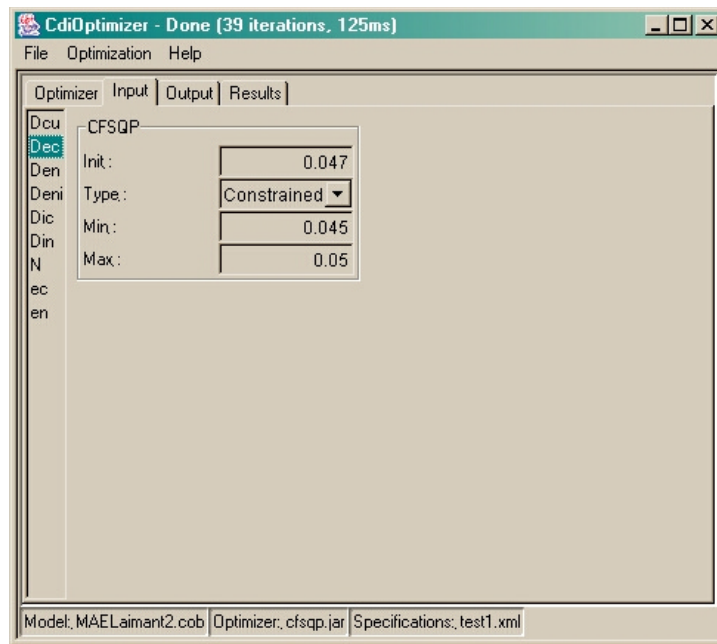 CdiOptimizer - Done (39 iterations, 125ms)
File Optimization Help
Optimizer Input Output Results
Dcu
Dec
Den
Deni
Dic
Din
N
ec
en
CFSQP
Init: 0.047
Type: Constrained
Min: 0.045
Max: 0.05
Model: MAELaimant2.cob Optimizer: cfsqp.jar Specifications: test1.xml